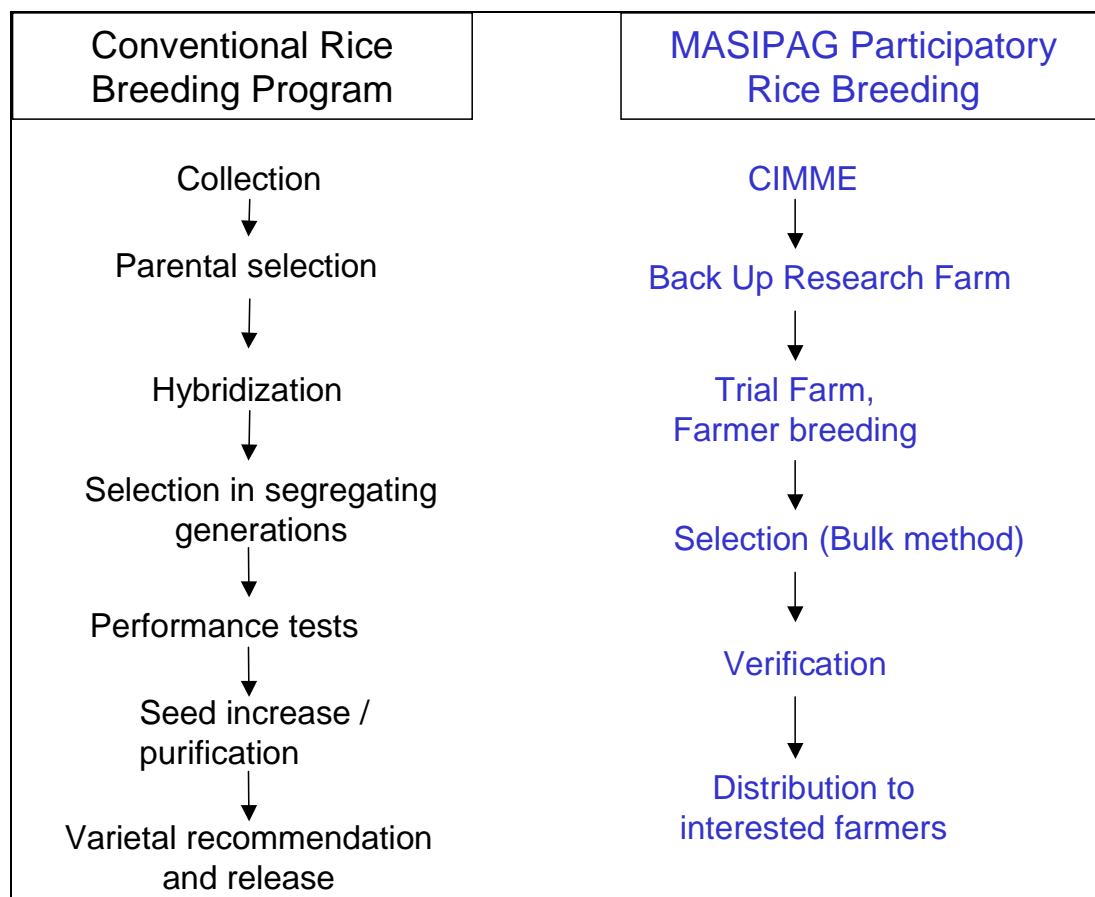 Conventional Rice
Breeding Program
Collection
Parental selection
Hybridization
Selection in segregating
generations
Performance tests
Seed increase /
purification
Varietal recommendation
and release
MASIPAG Participatory
Rice Breeding
CIMME
Back Up Research Farm
Trial Farm,
Farmer breeding
Selection (Bulk method)
Verification
Distribution to
interested farmers